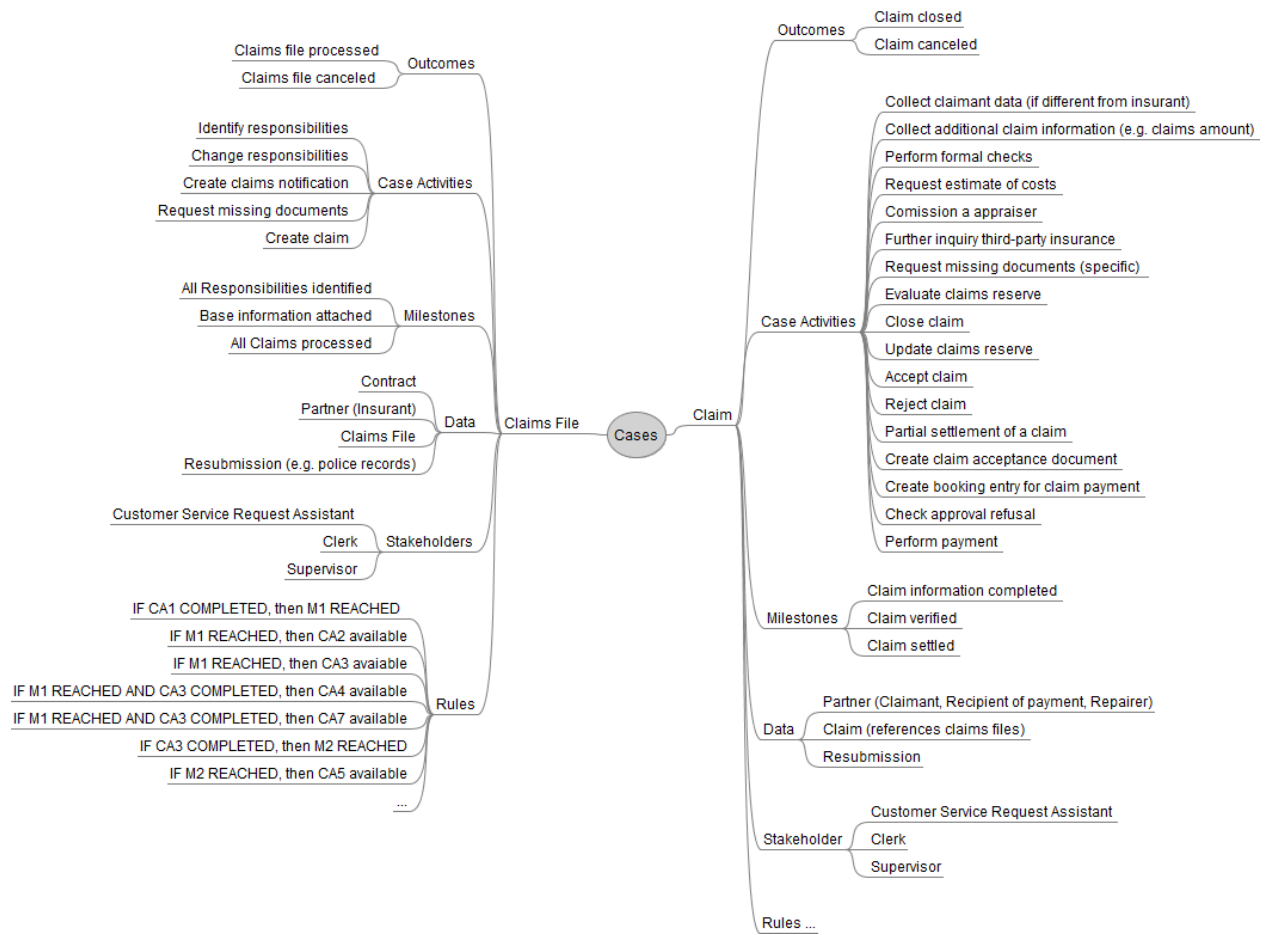 Cases
Claims File
Outcomes
Claims file processed
Claims file canceled
Case Activities
Identify responsibilities
Change responsibilities
Create claims notification
Request missing documents
Create claim
Milestones
All Responsibilities identified
Base information attached
All Claims processed
Data
Contract
Partner (Insurant)
Claims File
Resubmission (e.g. police records)
Stakeholders
Customer Service Request Assistant
Clerk
Supervisor
Rules
IF CA1 COMPLETED, then M1 REACHED
IF M1 REACHED, then CA2 available
IF M1 REACHED, then CA3 avaiable
IF M1 REACHED AND CA3 COMPLETED, then CA4 available
IF M1 REACHED AND CA3 COMPLETED, then CA7 available
IF CA3 COMPLETED, then M2 REACHED
IF M2 REACHED, then CA5 available
...
Claim
Outcomes
Claim closed
Claim canceled
Case Activities
Collect claimant data (if different from insurant)
Collect additional claim information (e.g. claims amount)
Perform formal checks
Request estimate of costs
Comission a appraiser
Further inquiry third-party insurance
Request missing documents (specific)
Evaluate claims reserve
Close claim
Update claims reserve
Accept claim
Reject claim
Partial settlement of a claim
Create claim acceptance document
Create booking entry for claim payment
Check approval refusal
Perform payment
Milestones
Claim information completed
Claim verified
Claim settled
Data
Partner (Claimant, Recipient of payment, Repairer)
Claim (references claims files)
Resubmission
Stakeholder
Customer Service Request Assistant
Clerk
Supervisor
Rules ...